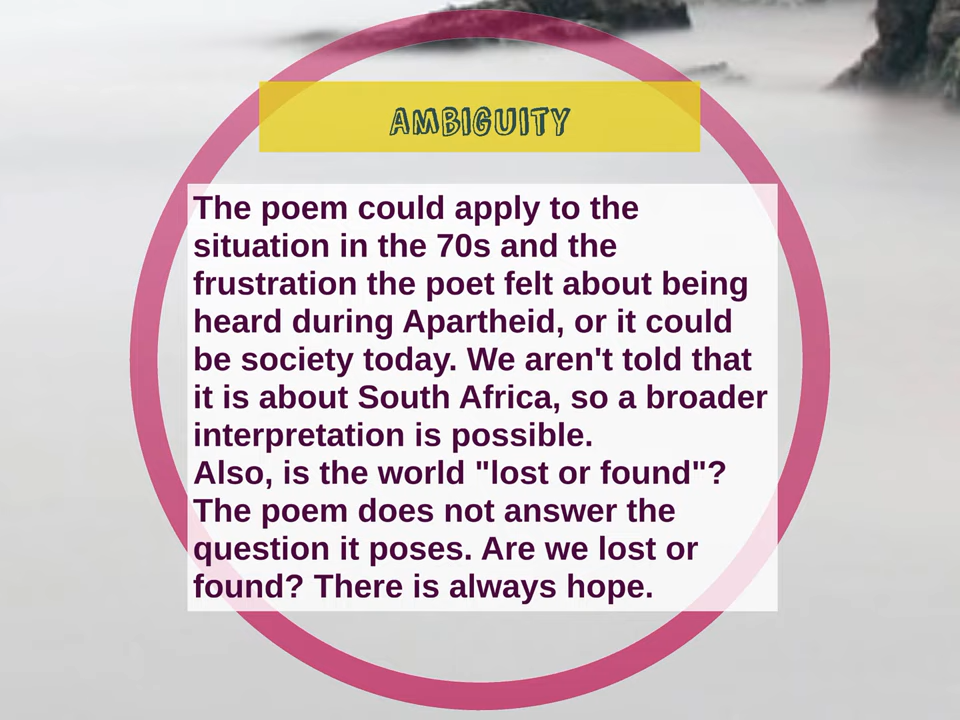 AMBIGUITY
The poem could apply to the
situation in the 70s and the
frustration the poet felt about being
heard during Apartheid, or it could
be society today. We aren't told that
it is about South Africa, so a broader
interpretation is possible.
Also, is the world "lost or found"?
The poem does not answer the
question it poses. Are we lost or
found? There is always hope.